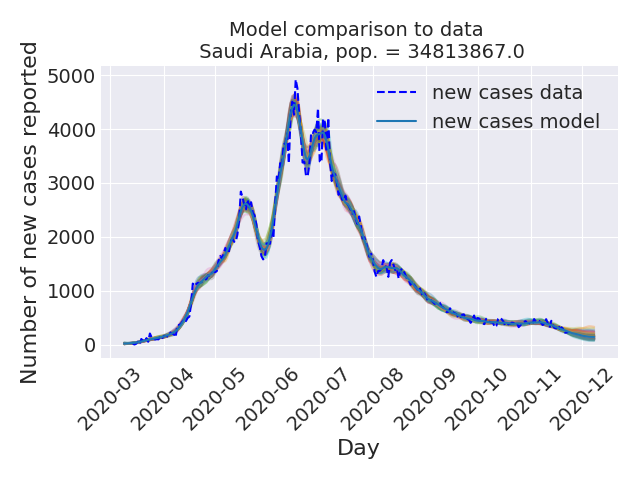 Model comparison to data
Saudi Arabia, pop. = 34813867.0
new cases data
new cases model
Number of new cases reported
5000
4000
3000
2000
1000
0
2020-03
2020-04
2020-05
2020-06
2020-07
2020-08
2020-09
2020-10
2020-11
2020-12
Day